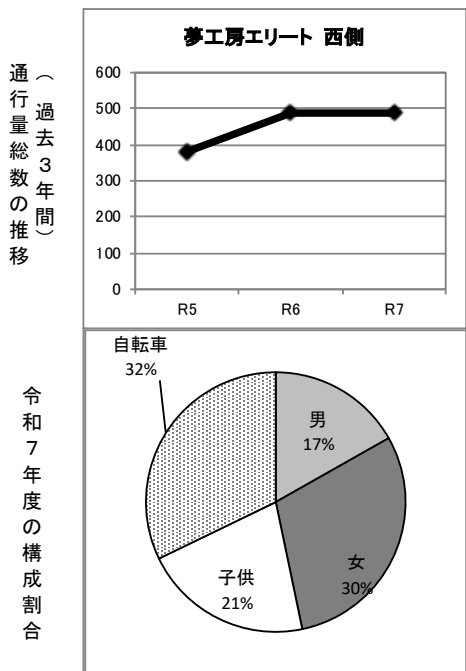 夢工房エリート 西側
通行量総数の推移
（過去３年間）
600
500
400
300
200
100
0
R5
R6
R7
令和７年度の構成割合
自転車
32%
男
17%
女
30%
子供
21%